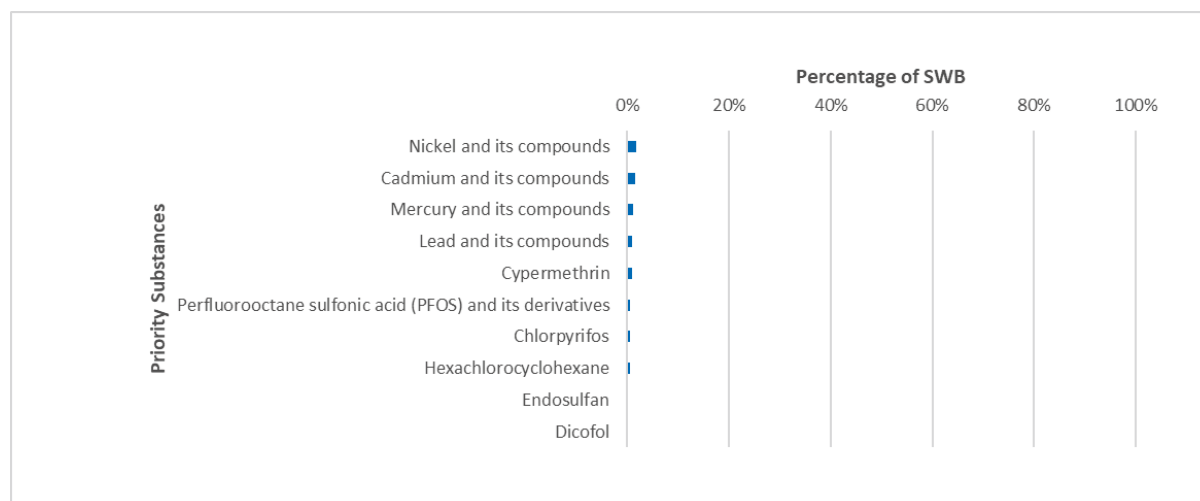 Percentage of SWB
0% 20% 40% 60% 80% 100%
Priority Substances
Nickel and its compounds
Cadmium and its compounds
Mercury and its compounds
Lead and its compounds
Cypermethrin
Perfluorooctane sulfonic acid (PFOS) and its derivatives
Chlorpyrifos
Hexachlorocyclohexane
Endosulfan
Dicofol